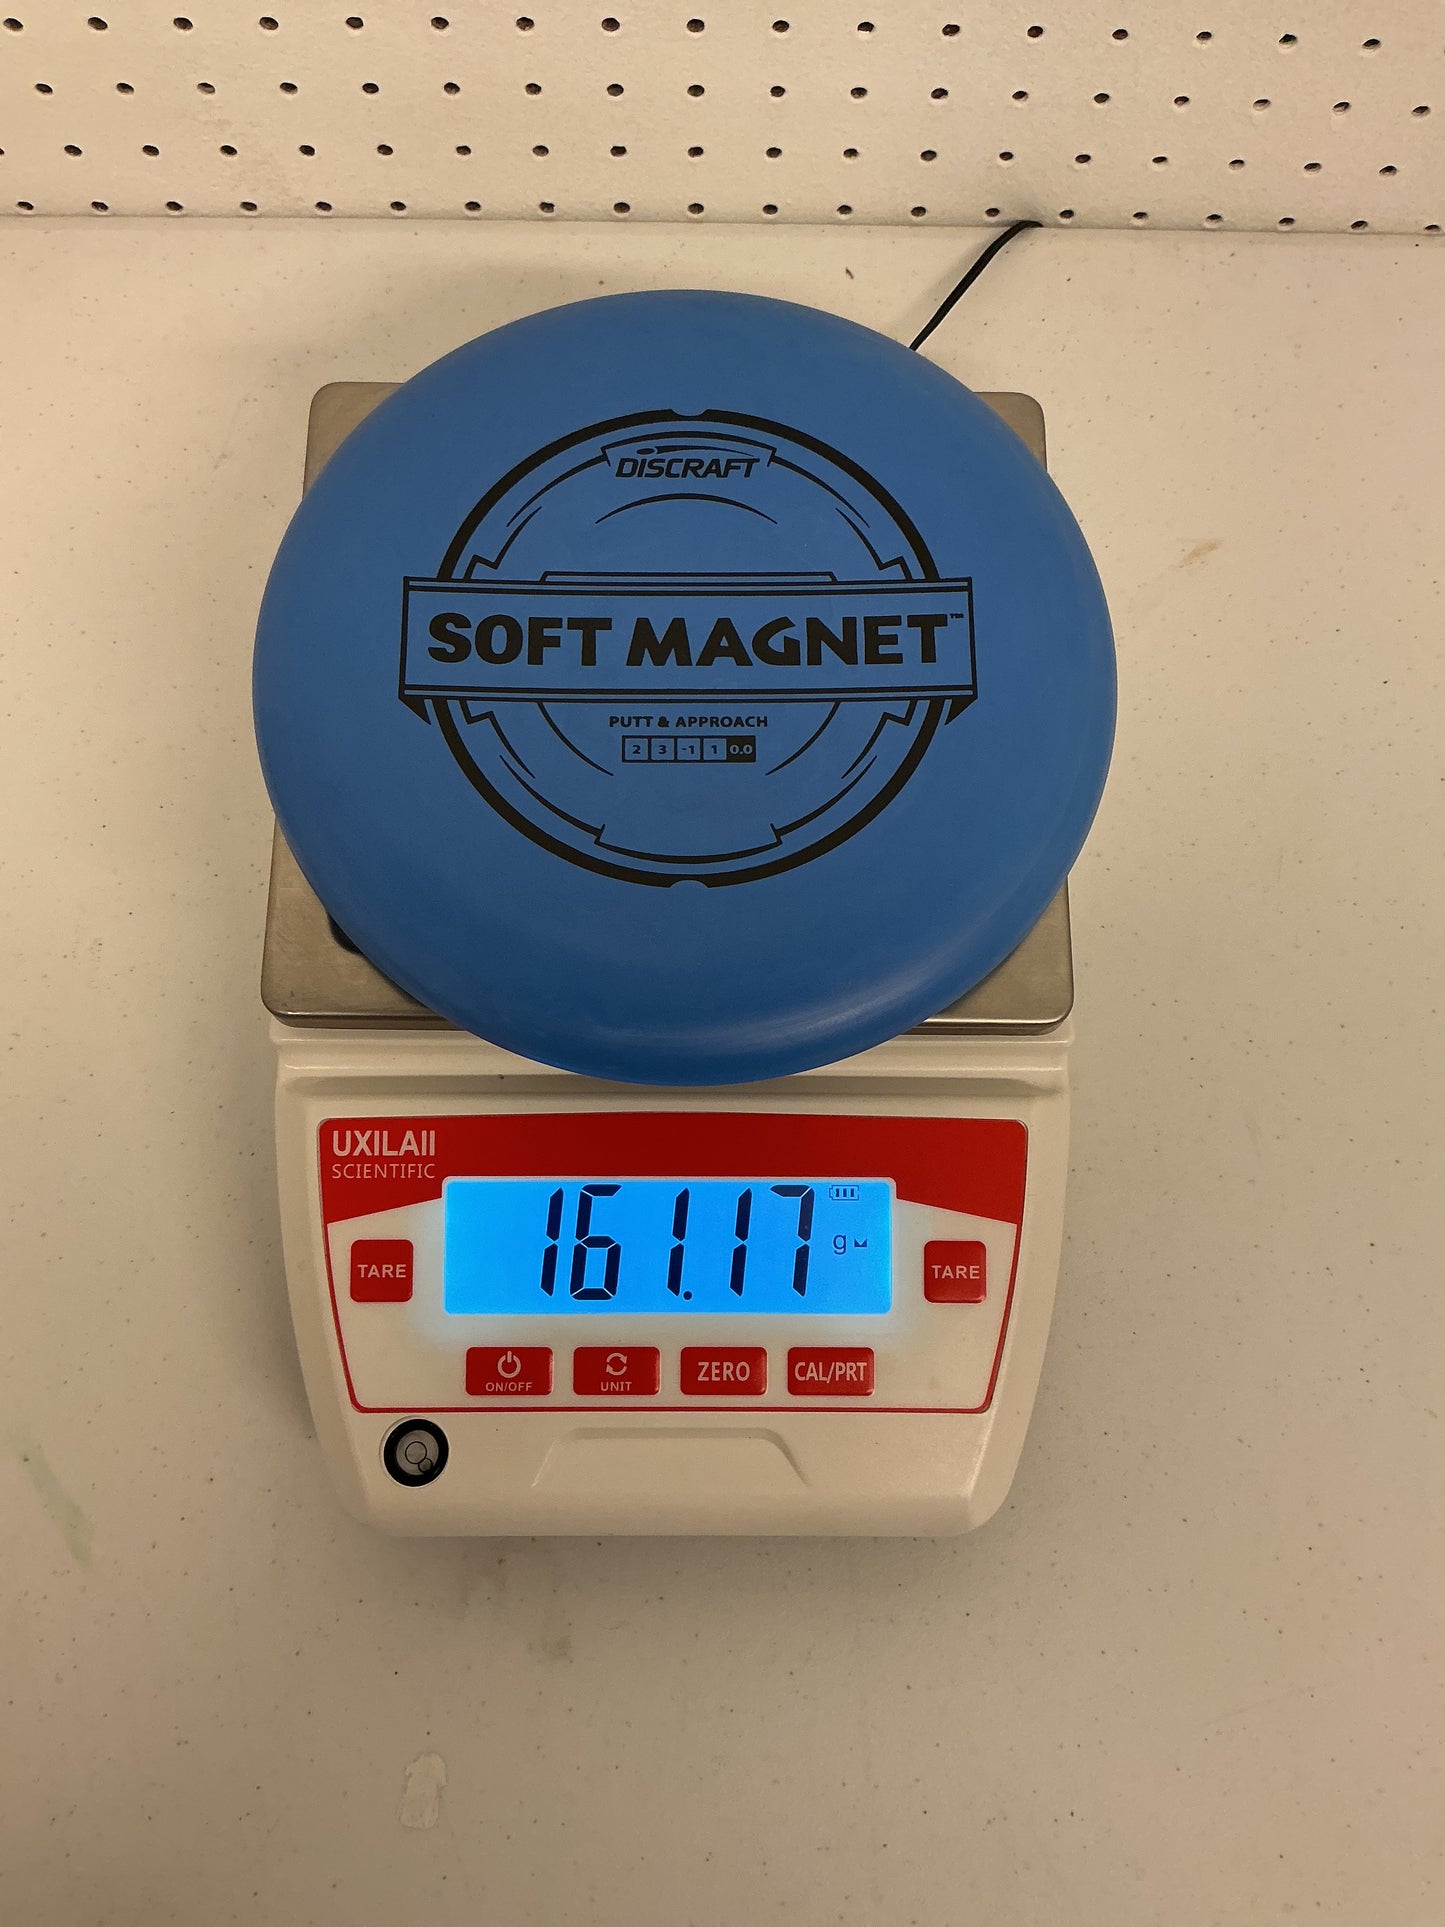 DISCRAFT
SOFT MAGNET™
PUTT & APPROACH
2 3 -1 1 0.0
UXILAII
SCIENTIFIC
161.17 g
TARE
TARE
ON/OFF
UNIT
ZERO
CAL/PRT